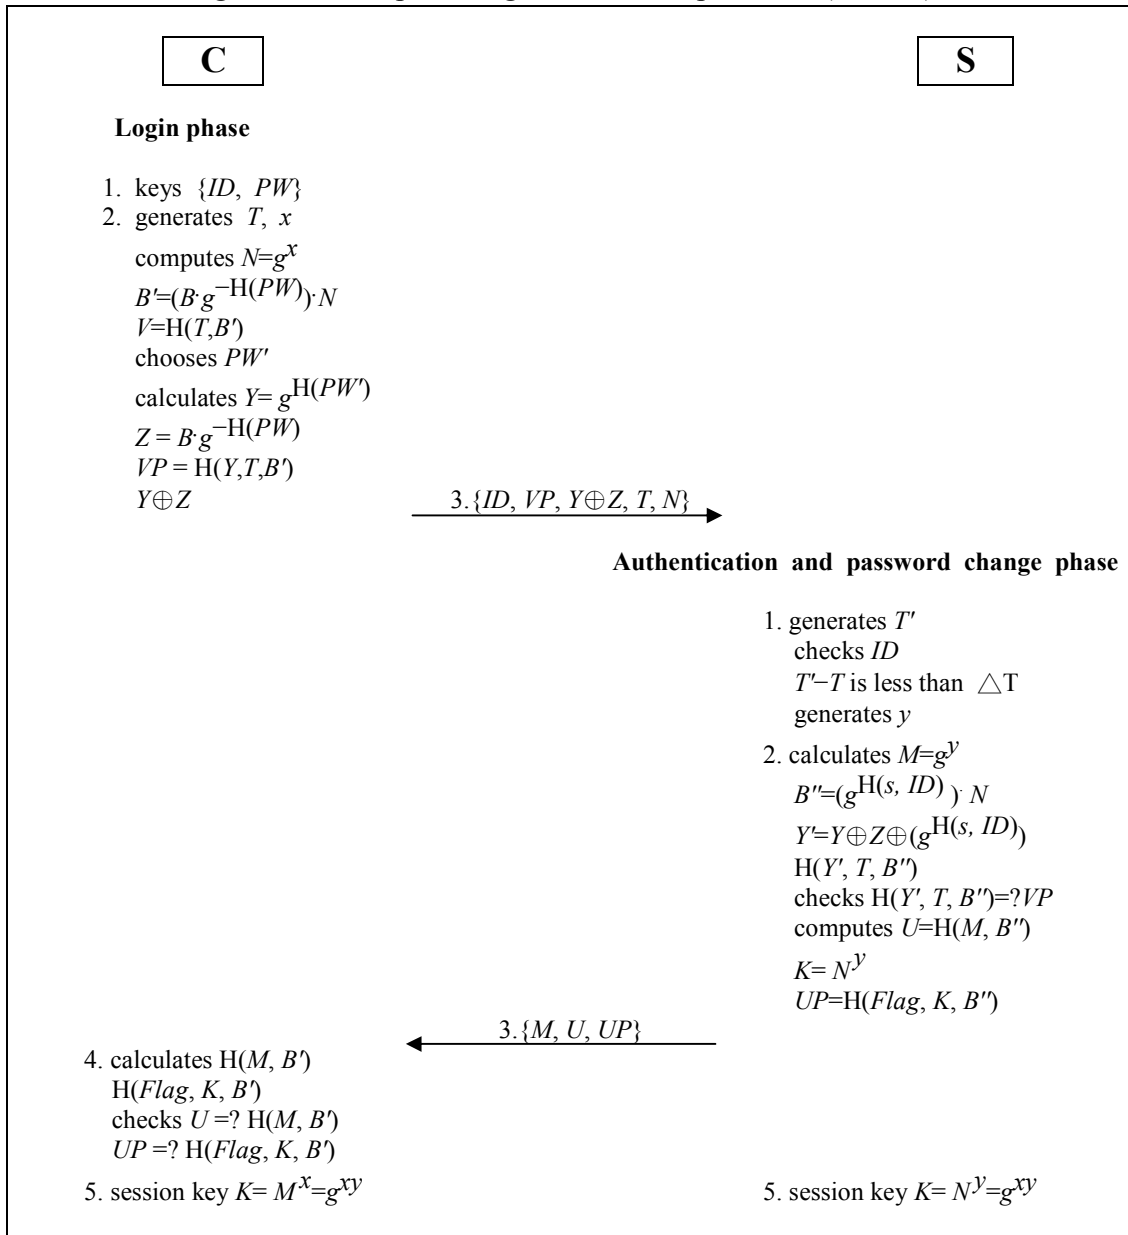 C
S
Login phase
1. keys {ID, PW}
2. generates T, x
computes N=g^x
B'=(B·g^−H(PW))·N
V=H(T,B')
chooses PW'
calculates Y= g^H(PW')
Z = B·g^−H(PW)
VP = H(Y,T,B')
Y⊕Z
3.{ID, VP, Y⊕Z, T, N}
Authentication and password change phase
1. generates T'
checks ID
T'−T is less than △T
generates y
2. calculates M=g^y
B''=(g^H(s, ID) )· N
Y'=Y⊕Z⊕(g^H(s, ID))
H(Y', T, B'')
checks H(Y', T, B'')=?VP
computes U=H(M, B'')
K= N^y
UP=H(Flag, K, B'')
3.{M, U, UP}
4. calculates H(M, B')
H(Flag, K, B')
checks U =? H(M, B')
UP =? H(Flag, K, B')
5. session key K= M^x=g^xy
5. session key K= N^y=g^xy